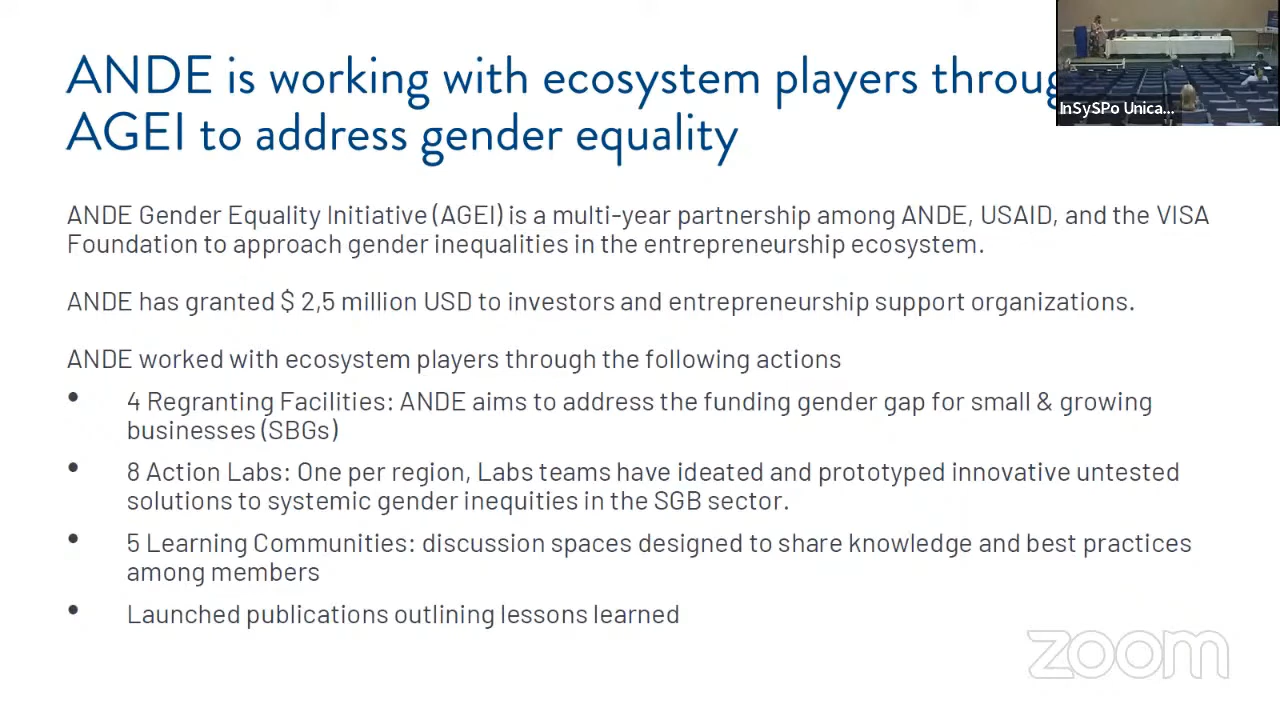 ANDE is working with ecosystem players throug
AGEI to address gender equality
InSySPo Unica...
ANDE Gender Equality Initiative (AGEI) is a multi-year partnership among ANDE, USAID, and the VISA
Foundation to approach gender inequalities in the entrepreneurship ecosystem.
ANDE has granted $ 2,5 million USD to investors and entrepreneurship support organizations.
ANDE worked with ecosystem players through the following actions
• 4 Regranting Facilities: ANDE aims to address the funding gender gap for small & growing
businesses (SBGs)
• 8 Action Labs: One per region, Labs teams have ideated and prototyped innovative untested
solutions to systemic gender inequities in the SGB sector.
• 5 Learning Communities: discussion spaces designed to share knowledge and best practices
among members
• Launched publications outlining lessons learned
zoom